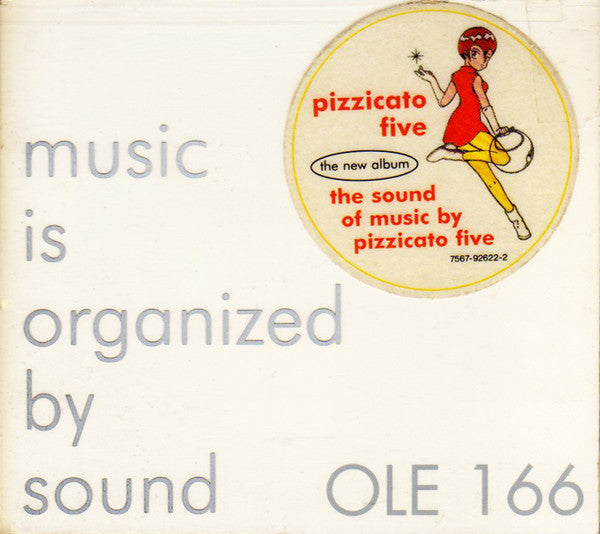 music
is
organized
by
sound
OLE 166
pizzicato
five
the new album
the sound
of music by
pizzicato five
7567-92622-2